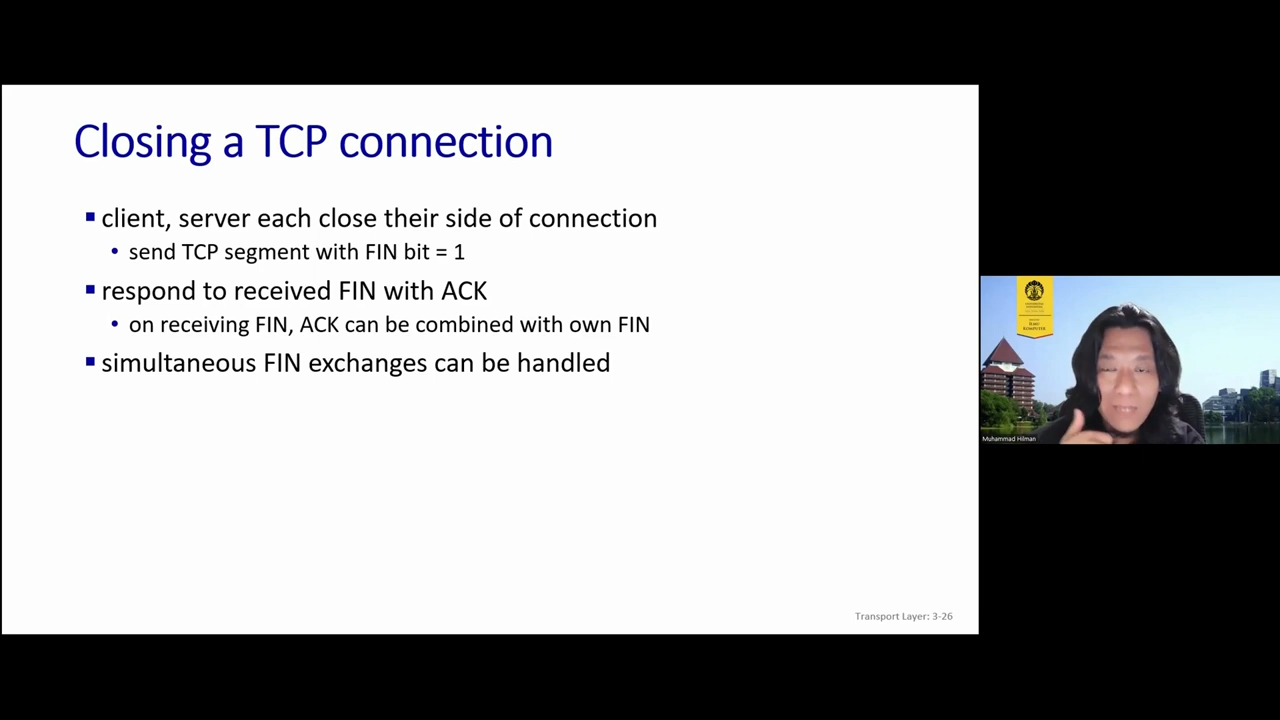 Closing a TCP connection
▪ client, server each close their side of connection
• send TCP segment with FIN bit = 1
▪ respond to received FIN with ACK
• on receiving FIN, ACK can be combined with own FIN
▪ simultaneous FIN exchanges can be handled
Transport Layer: 3-26
ILMU
KOMPUTER
Muhammad Hilman